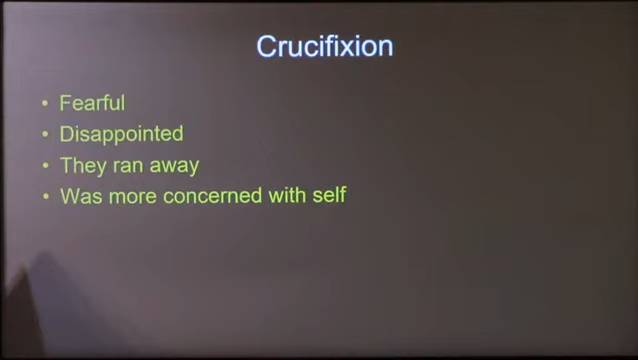 Crucifixion
• Fearful
• Disappointed
• They ran away
• Was more concerned with self